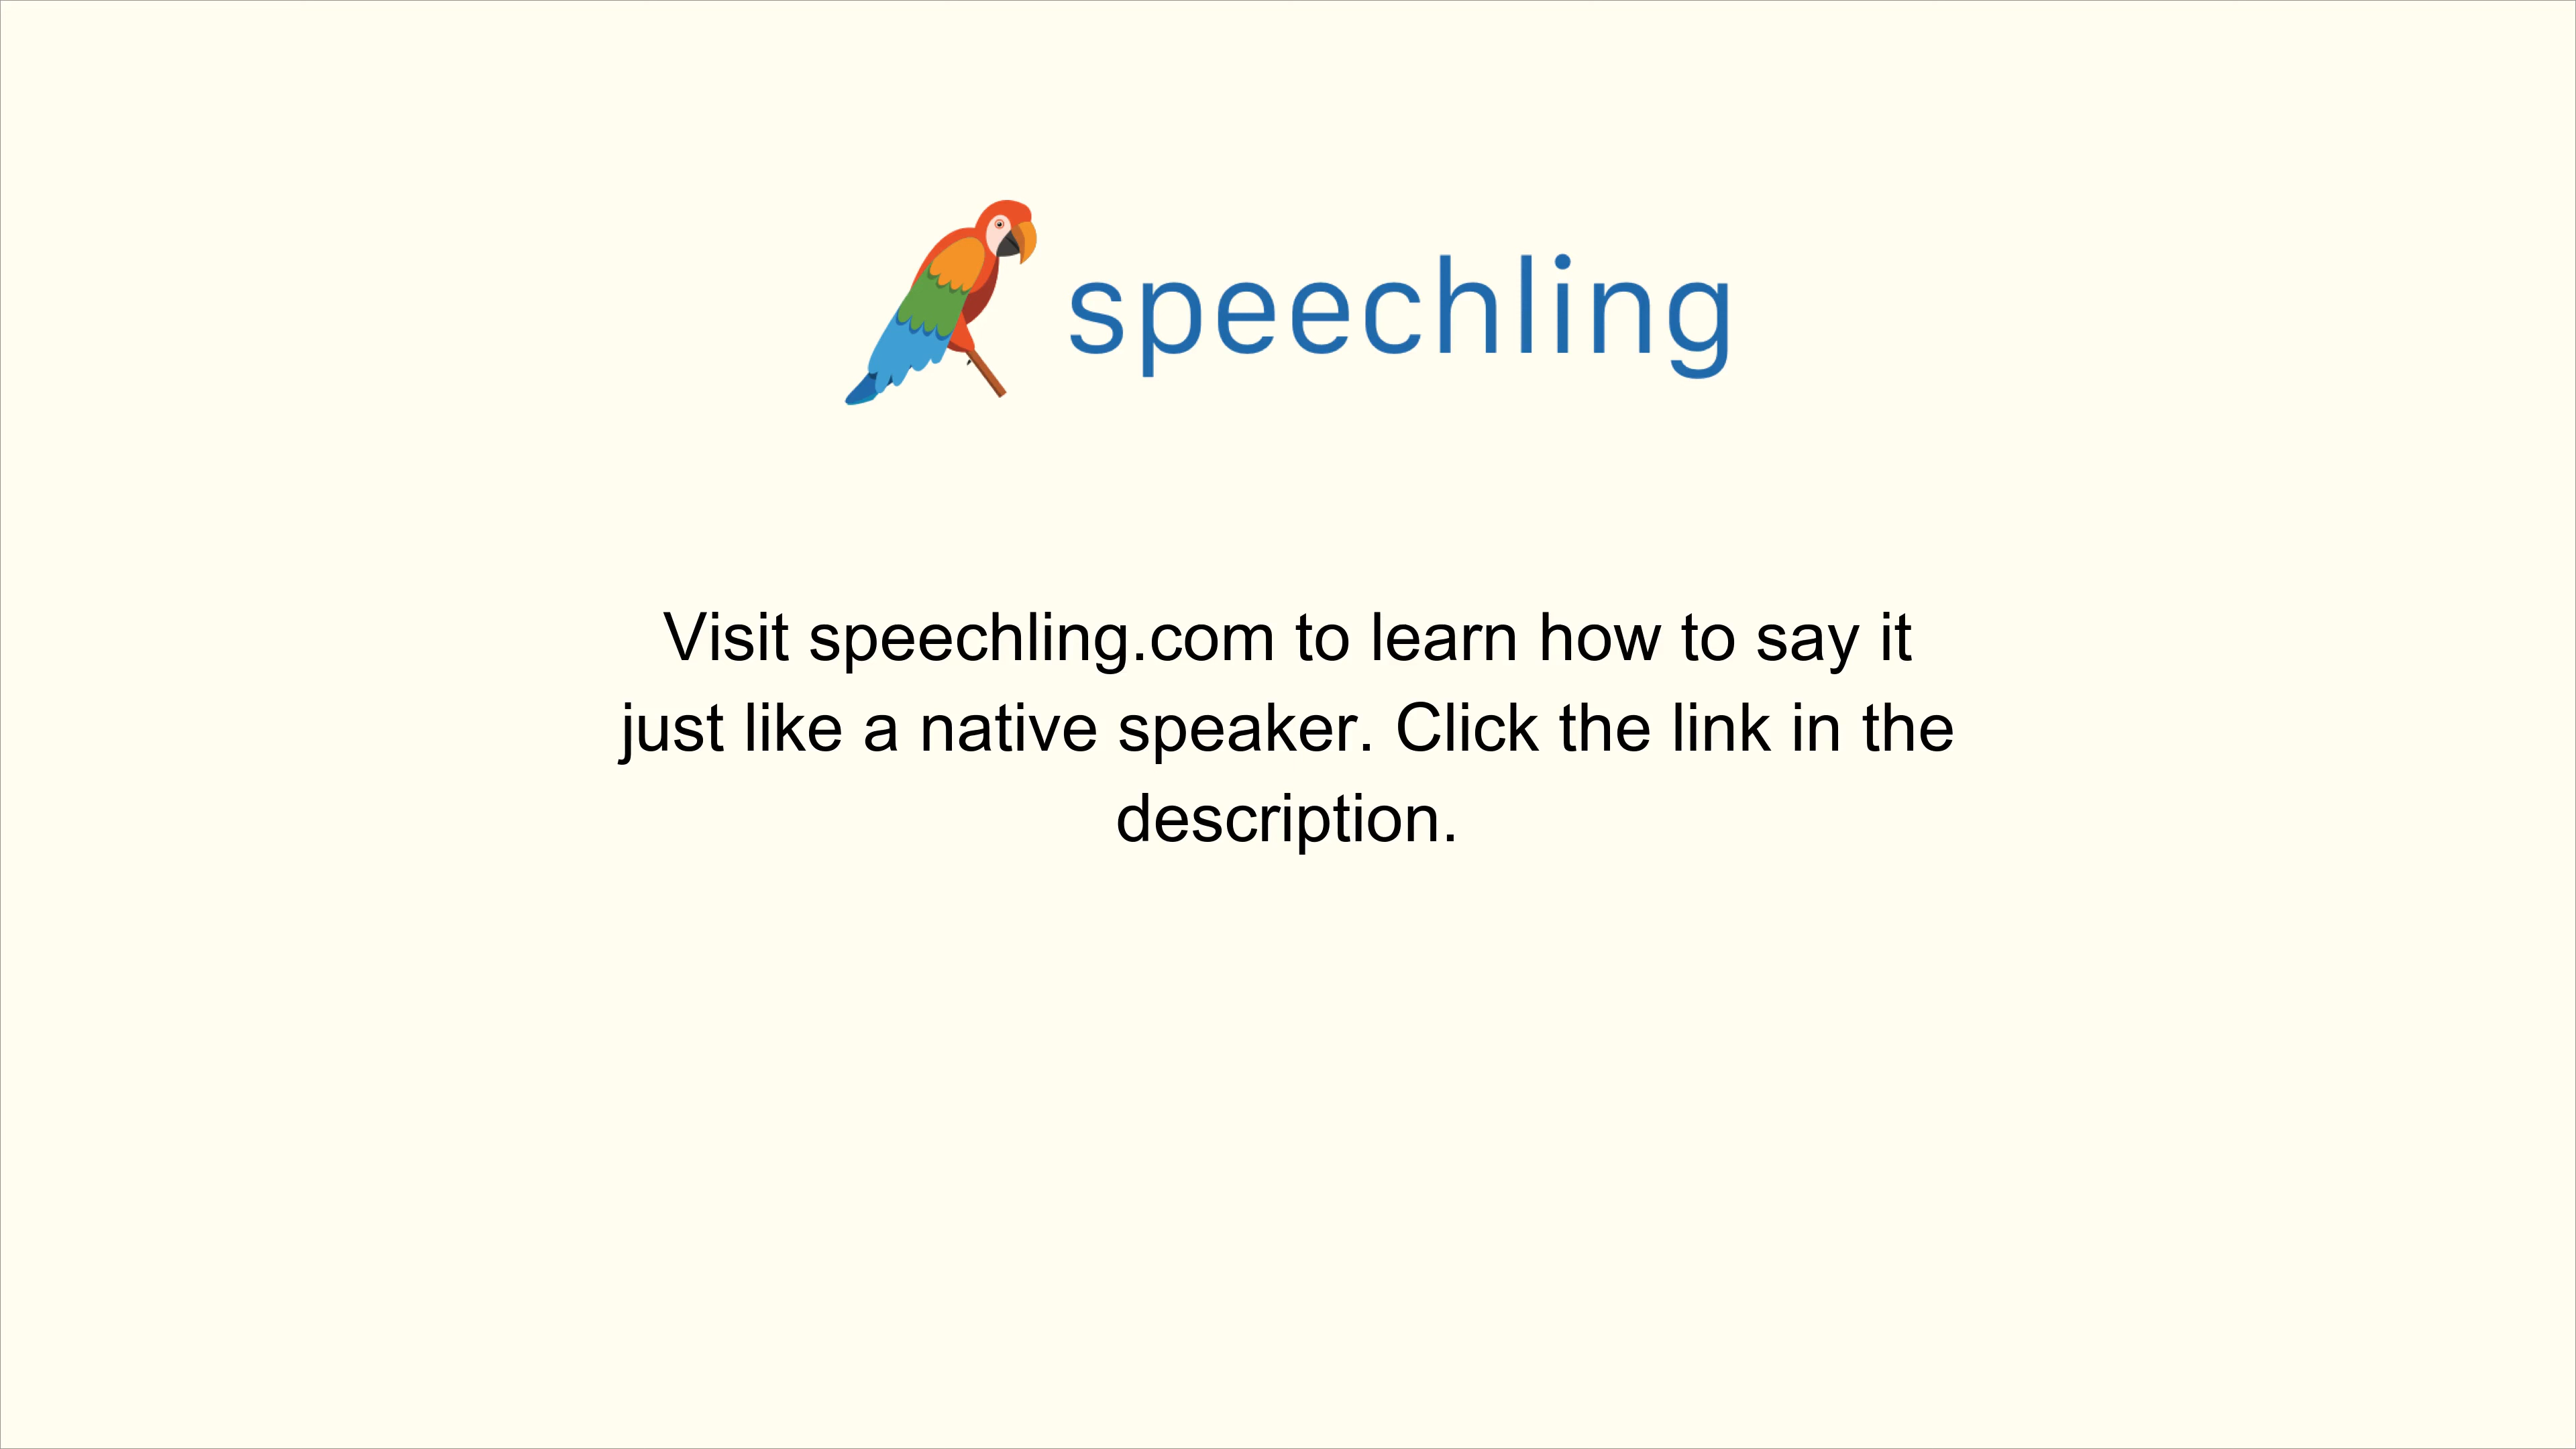 speechling
Visit speechling.com to learn how to say it
just like a native speaker. Click the link in the
description.